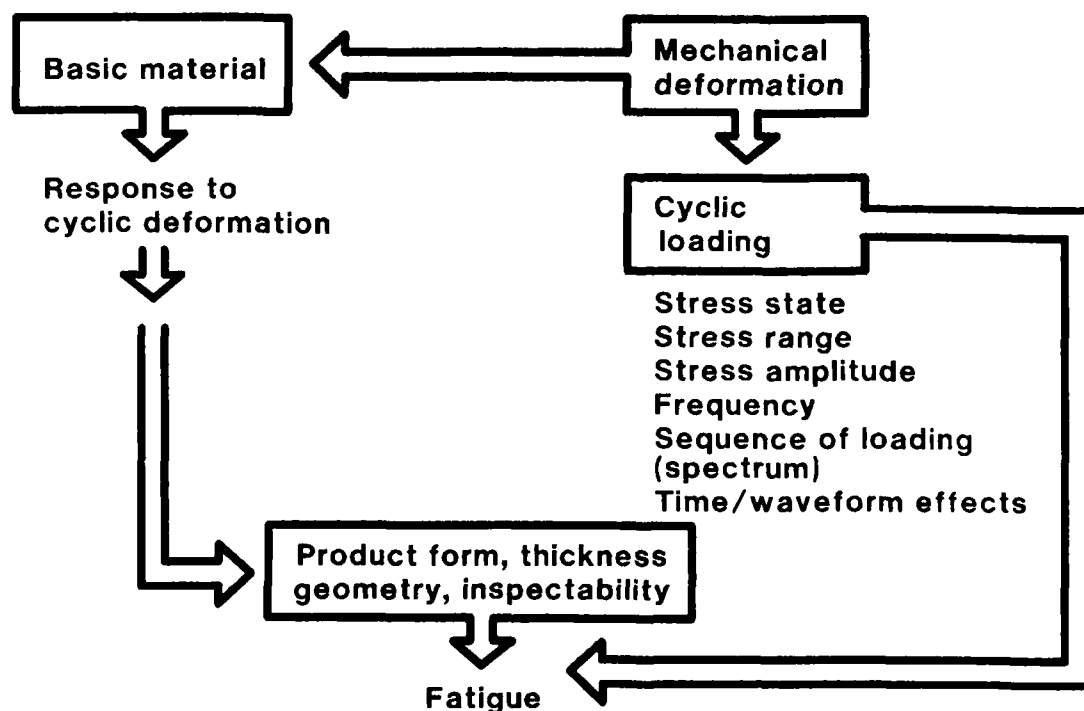 Basic material
Mechanical
deformation
Response to
cyclic deformation
Cyclic
loading
Stress state
Stress range
Stress amplitude
Frequency
Sequence of loading
(spectrum)
Time/waveform effects
Product form, thickness
geometry, inspectability
Fatigue